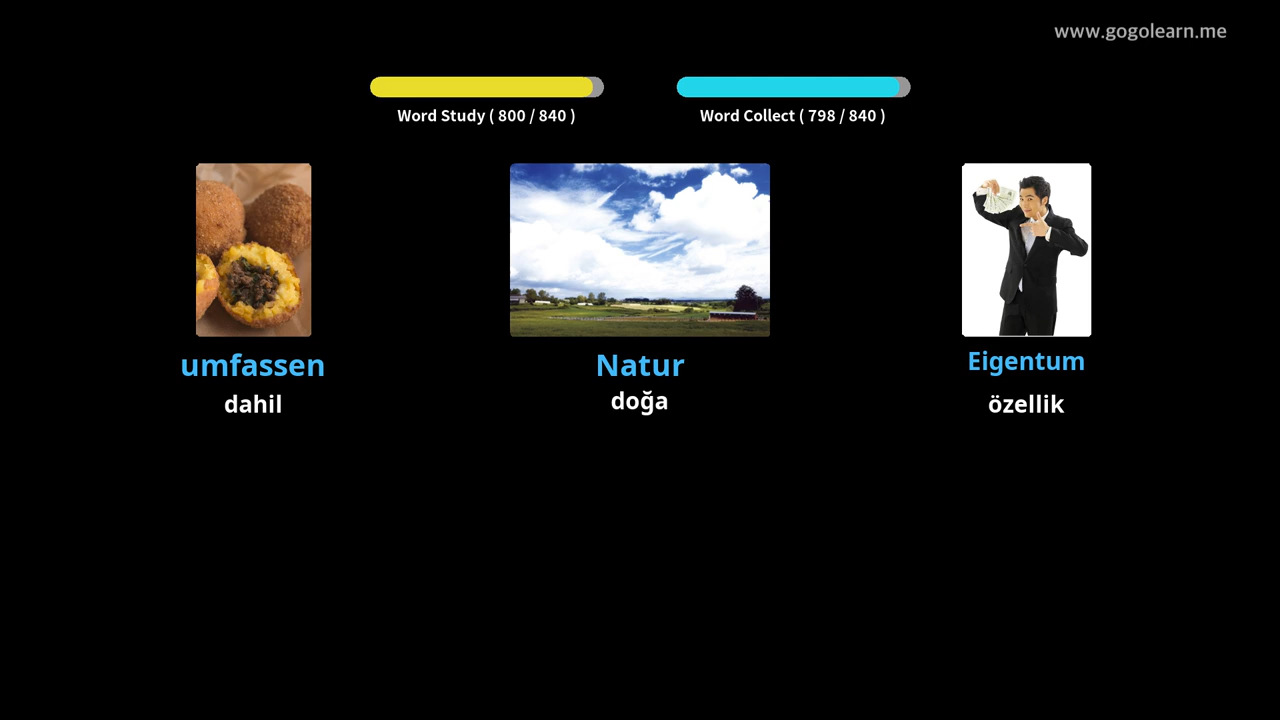 www.gogolearn.me
Word Study ( 800 / 840 )
Word Collect ( 798 / 840 )
umfassen
dahil
Natur
doğa
Eigentum
özellik